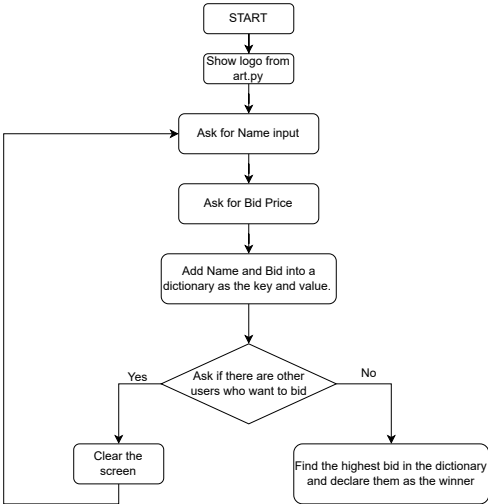 START
Show logo from
art.py
Ask for Name input
Ask for Bid Price
Add Name and Bid into a
dictionary as the key and value.
Ask if there are other
users who want to bid
Yes
No
Clear the
screen
Find the highest bid in the dictionary
and declare them as the winner